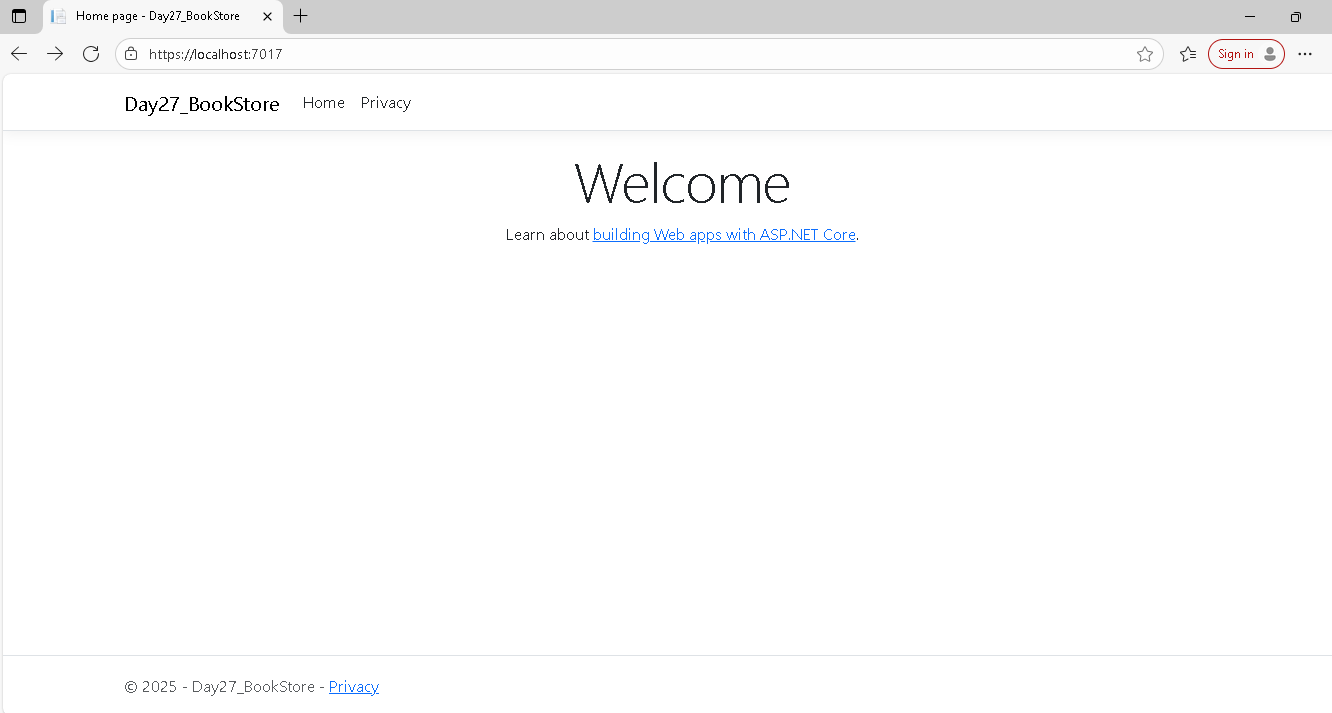 Home page - Day27_BookStore
https://localhost:7017
Sign in
Day27_BookStore Home Privacy
Welcome
Learn about building Web apps with ASP.NET Core.
© 2025 - Day27_BookStore - Privacy